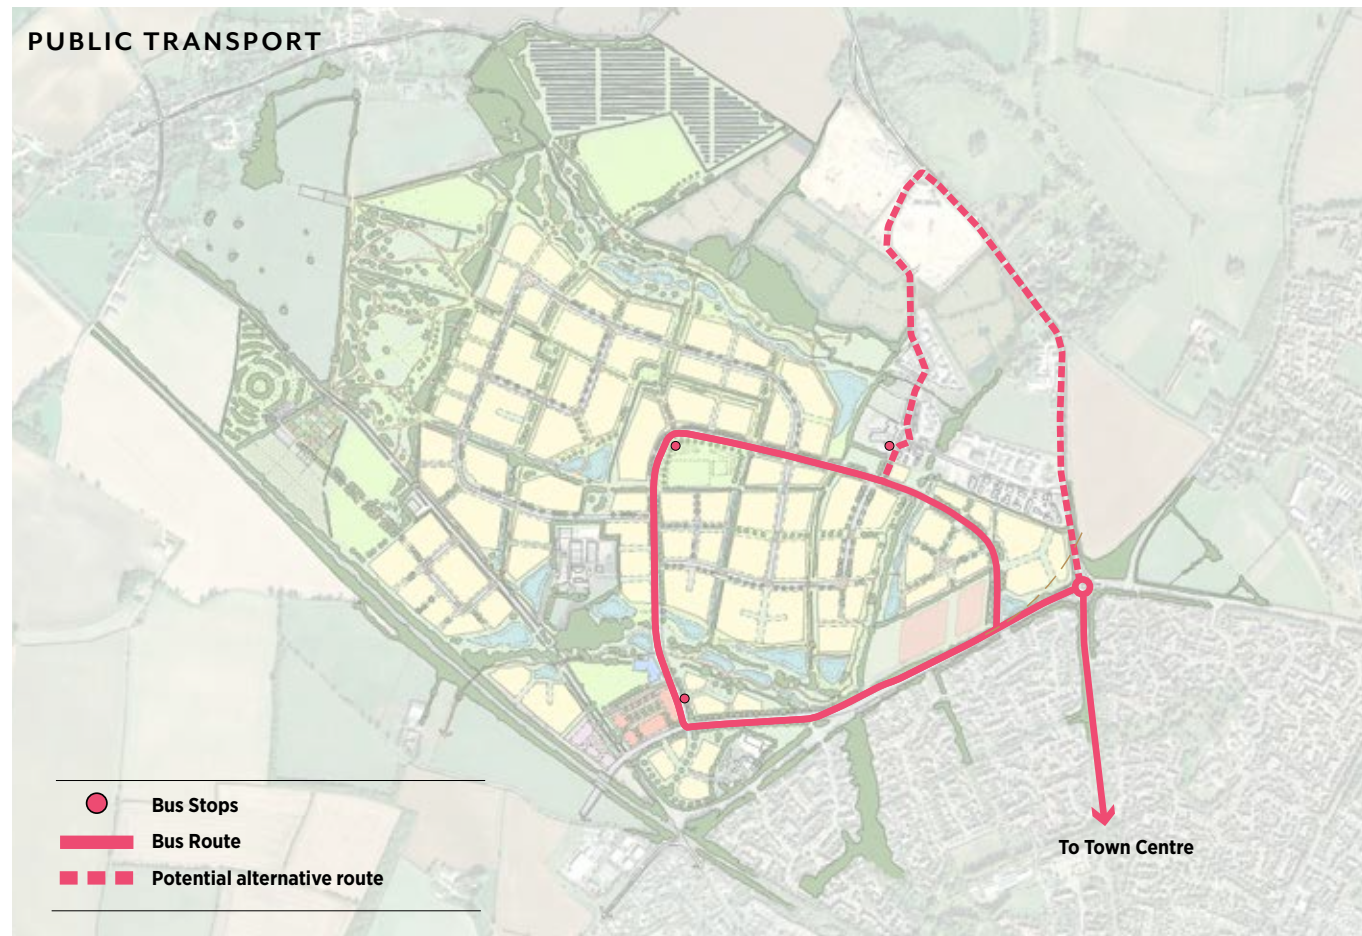 PUBLIC TRANSPORT
Bus Stops
Bus Route
Potential alternative route
To Town Centre